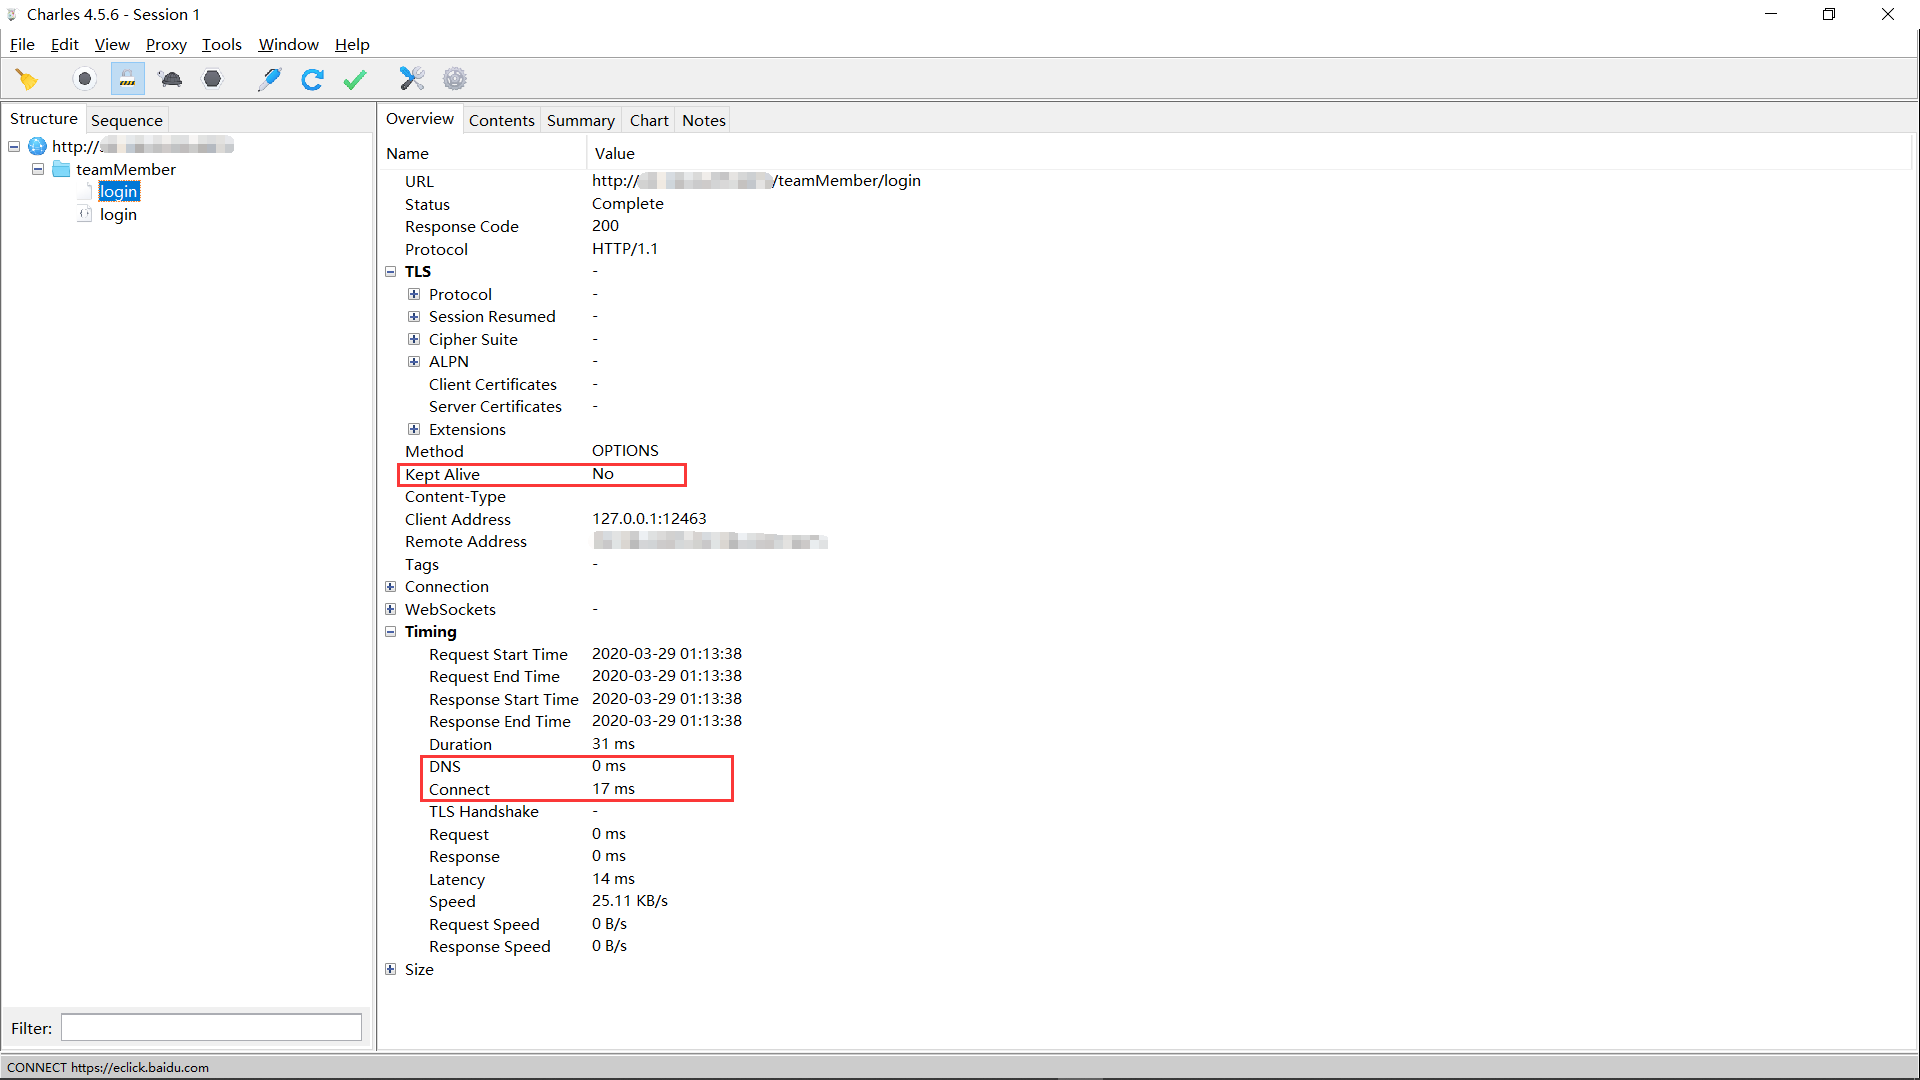 Charles 4.5.6 - Session 1
File Edit View Proxy Tools Window Help
Structure Sequence
http://
teamMember
login
login
Overview Contents Summary Chart Notes
Name Value
URL http:// /teamMember/login
Status Complete
Response Code 200
Protocol HTTP/1.1
TLS -
Protocol -
Session Resumed -
Cipher Suite -
ALPN -
Client Certificates -
Server Certificates -
Extensions
Method OPTIONS
Kept Alive No
Content-Type
Client Address 127.0.0.1:12463
Remote Address
Tags -
Connection
WebSockets -
Timing
Request Start Time 2020-03-29 01:13:38
Request End Time 2020-03-29 01:13:38
Response Start Time 2020-03-29 01:13:38
Response End Time 2020-03-29 01:13:38
Duration 31 ms
DNS 0 ms
Connect 17 ms
TLS Handshake -
Request 0 ms
Response 0 ms
Latency 14 ms
Speed 25.11 KB/s
Request Speed 0 B/s
Response Speed 0 B/s
Size
Filter:
CONNECT https://eclick.baidu.com